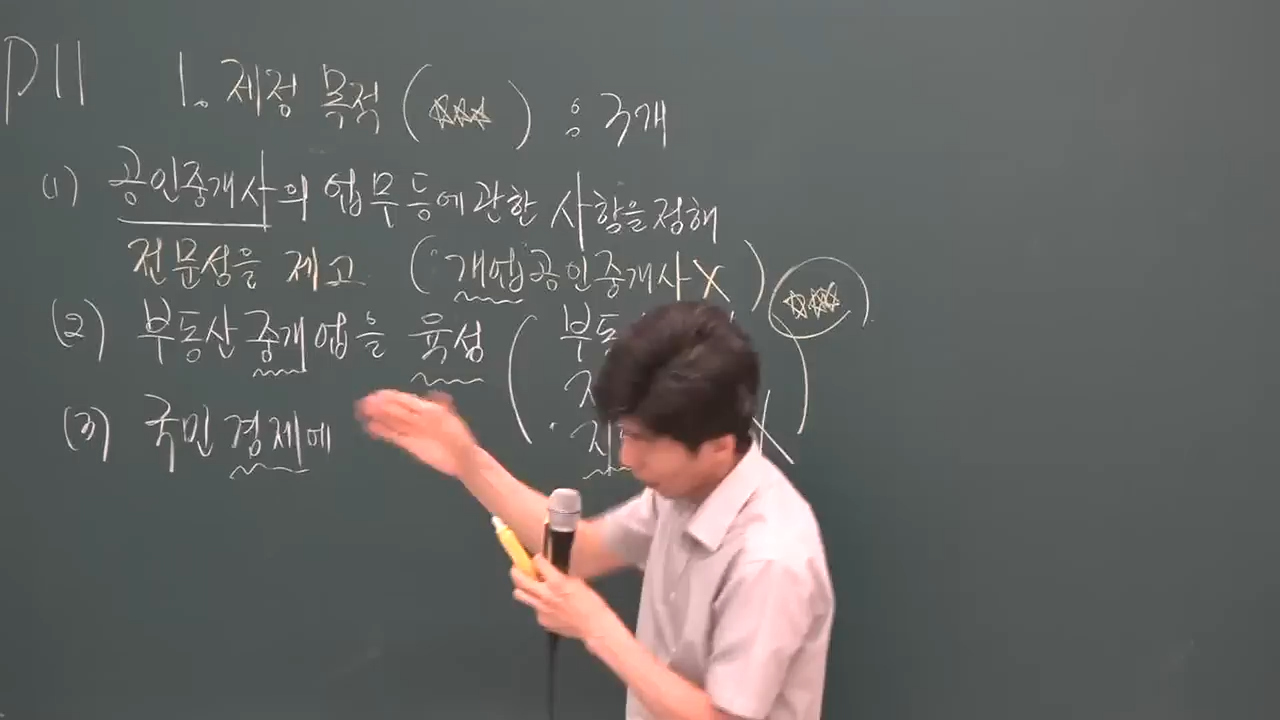 P11 1. 제정 목적 (☆☆☆) : 3개
(1) 공인중개사의 업무 등에 관한 사항을 정해
전문성을 제고 (개업공인중개사 X) ☆☆☆
(2) 부동산 중개업을 육성 (부동
(3) 국민 경제에